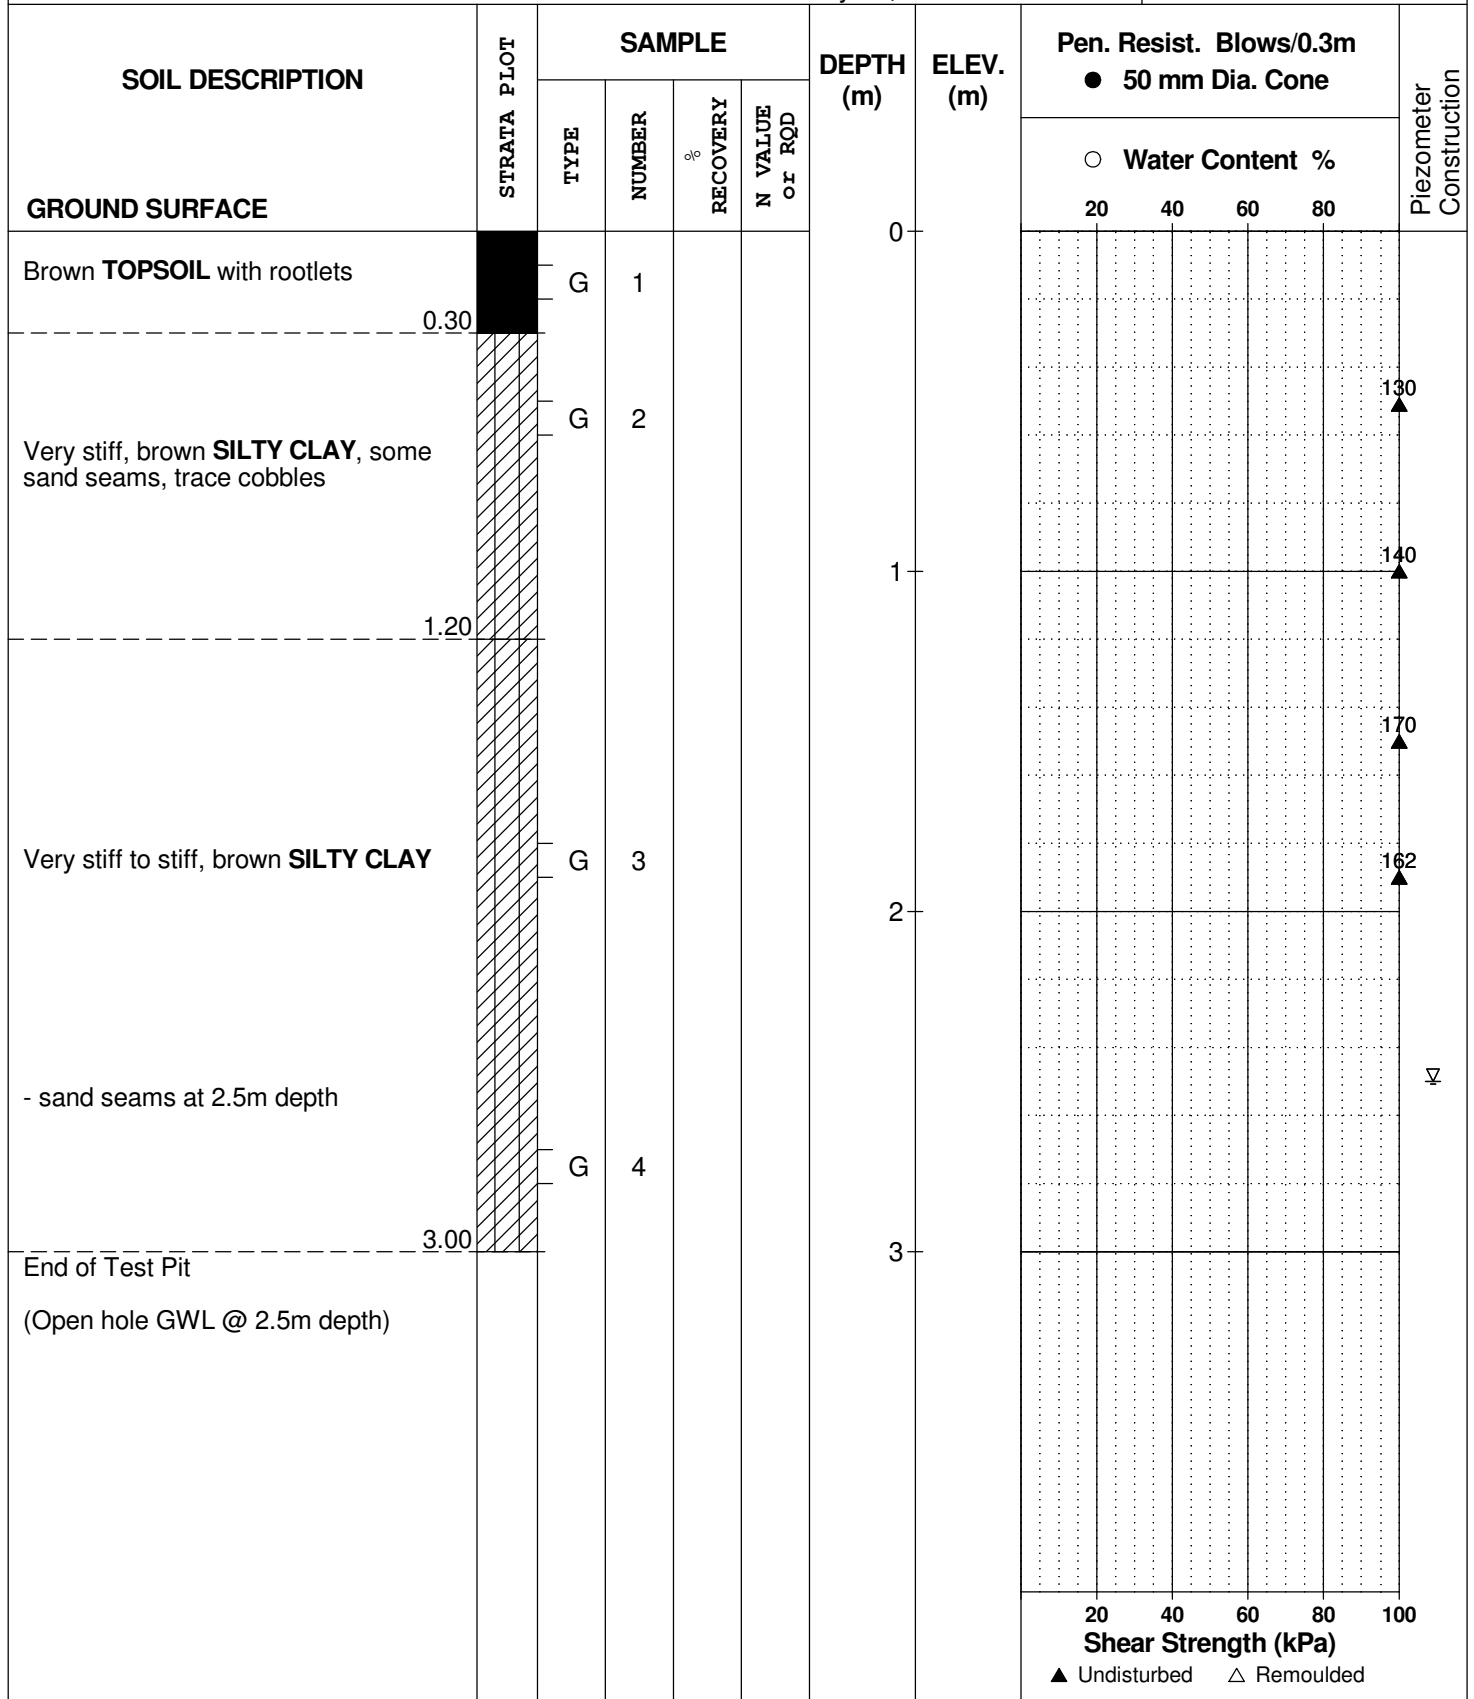 SOIL DESCRIPTION
GROUND SURFACE
STRATA PLOT
SAMPLE
TYPE
NUMBER
%
RECOVERY
N VALUE
or RQD
DEPTH
(m)
ELEV.
(m)
Pen. Resist. Blows/0.3m
● 50 mm Dia. Cone
○ Water Content %
20 40 60 80
Piezometer
Construction
0
Brown TOPSOIL with rootlets
G 1
0.30
130
G 2
Very stiff, brown SILTY CLAY, some
sand seams, trace cobbles
140
1
1.20
170
Very stiff to stiff, brown SILTY CLAY
G 3
162
2
- sand seams at 2.5m depth
G 4
3.00
3
End of Test Pit
(Open hole GWL @ 2.5m depth)
20 40 60 80 100
Shear Strength (kPa)
▲ Undisturbed △ Remoulded